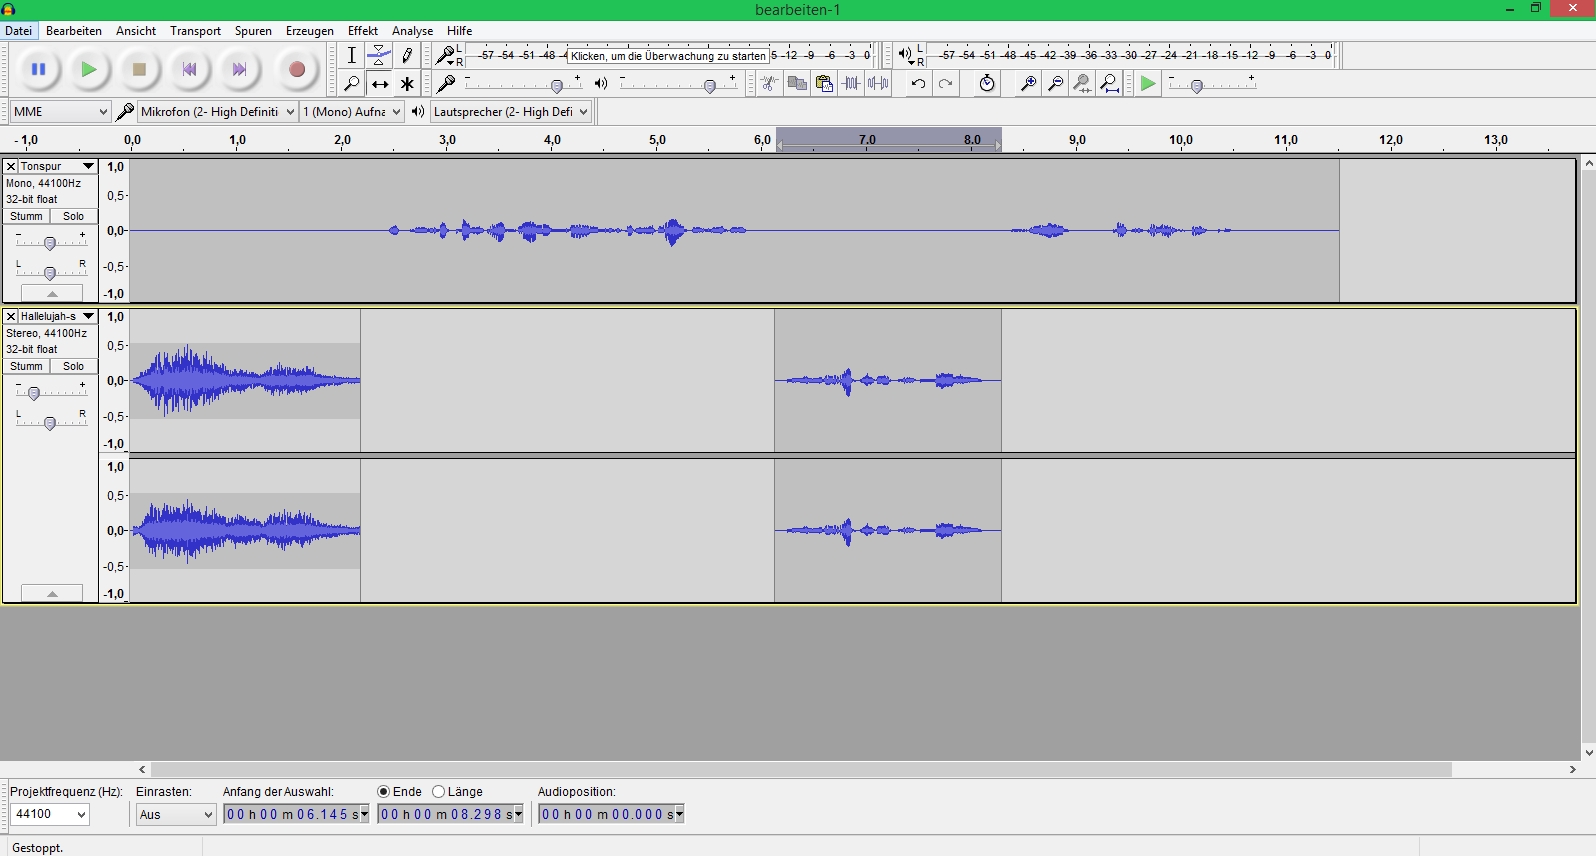 bearbeiten-1
Datei Bearbeiten Ansicht Transport Spuren Erzeugen Effekt Analyse Hilfe
L R -57 -54 -51 -48 -4 Klicken, um die Überwachung zu starten 5 -12 -9 -6 -3 0 L R -57 -54 -51 -48 -45 -42 -39 -36 -33 -30 -27 -24 -21 -18 -15 -12 -9 -6 -3 0
- + - + - +
MME Mikrofon (2- High Definiti 1 (Mono) Aufna Lautsprecher (2- High Defi
- 1,0 0,0 1,0 2,0 3,0 4,0 5,0 6,0 7,0 8,0 9,0 10,0 11,0 12,0 13,0
X Tonspur 1,0
Mono, 44100Hz
32-bit float 0,5
Stumm Solo
- + 0,0
L R -0,5
-1,0
X Hallelujah-s 1,0
Stereo, 44100Hz
32-bit float 0,5
Stumm Solo
- + 0,0
L R -0,5
-1,0
1,0
0,5
0,0
-0,5
-1,0
Projektfrequenz (Hz): Einrasten: Anfang der Auswahl: Ende Länge Audioposition:
44100 Aus 00 h 00 m 06.145 s 00 h 00 m 08.298 s 00 h 00 m 00.000 s
Gestoppt.